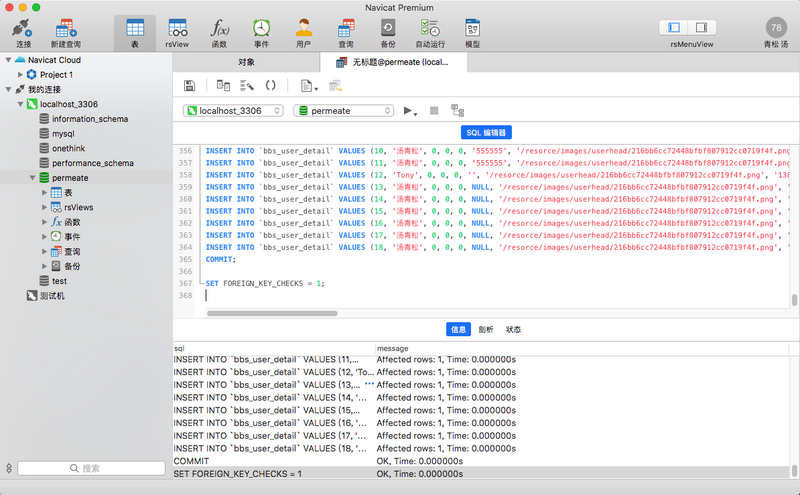 Navicat Premium
连接
新建查询
表
rsView
函数
事件
用户
查询
备份
自动运行
模型
rsMenuView
78
青松 汤
Navicat Cloud
Project 1
我的连接
localhost_3306
information_schema
mysql
onethink
performance_schema
permeate
表
rsViews
函数
事件
查询
备份
test
测试机
搜索
对象
无标题@permeate (local...
localhost_3306
permeate
SQL 编辑器
356 INSERT INTO `bbs_user_detail` VALUES (10, '汤青松', 0, 0, 0, '555555', '/resorce/images/userhead/216bb6cc72448bfbf807912cc0719f4f.png',
357 INSERT INTO `bbs_user_detail` VALUES (11, '汤青松', 0, 0, 0, '555555', '/resorce/images/userhead/216bb6cc72448bfbf807912cc0719f4f.png',
358 INSERT INTO `bbs_user_detail` VALUES (12, 'Tony', 0, 0, 0, '', '/resorce/images/userhead/216bb6cc72448bfbf807912cc0719f4f.png', '138
359 INSERT INTO `bbs_user_detail` VALUES (13, '汤青松', 0, 0, 0, NULL, '/resorce/images/userhead/216bb6cc72448bfbf807912cc0719f4f.png', '
360 INSERT INTO `bbs_user_detail` VALUES (14, '汤青松', 0, 0, 0, NULL, '/resorce/images/userhead/216bb6cc72448bfbf807912cc0719f4f.png', '
361 INSERT INTO `bbs_user_detail` VALUES (15, '汤青松', 0, 0, 0, NULL, '/resorce/images/userhead/216bb6cc72448bfbf807912cc0719f4f.png', '
362 INSERT INTO `bbs_user_detail` VALUES (16, '汤青松', 0, 0, 0, NULL, '/resorce/images/userhead/216bb6cc72448bfbf807912cc0719f4f.png', '
363 INSERT INTO `bbs_user_detail` VALUES (17, '汤青松', 0, 0, 0, NULL, '/resorce/images/userhead/216bb6cc72448bfbf807912cc0719f4f.png', '
364 INSERT INTO `bbs_user_detail` VALUES (18, '汤青松', 0, 0, 0, NULL, '/resorce/images/userhead/216bb6cc72448bfbf807912cc0719f4f.png', '
365 COMMIT;
366
367 SET FOREIGN_KEY_CHECKS = 1;
368
信息 剖析 状态
sql message
INSERT INTO `bbs_user_detail` VALUES (11,... Affected rows: 1, Time: 0.000000s
INSERT INTO `bbs_user_detail` VALUES (12, 'To... Affected rows: 1, Time: 0.000000s
INSERT INTO `bbs_user_detail` VALUES (13,... Affected rows: 1, Time: 0.000000s
INSERT INTO `bbs_user_detail` VALUES (14, '... Affected rows: 1, Time: 0.000000s
INSERT INTO `bbs_user_detail` VALUES (15,... Affected rows: 1, Time: 0.000000s
INSERT INTO `bbs_user_detail` VALUES (16, '... Affected rows: 1, Time: 0.000000s
INSERT INTO `bbs_user_detail` VALUES (17, '... Affected rows: 1, Time: 0.000000s
INSERT INTO `bbs_user_detail` VALUES (18, '... Affected rows: 1, Time: 0.000000s
COMMIT OK, Time: 0.000000s
SET FOREIGN_KEY_CHECKS = 1 OK, Time: 0.000000s